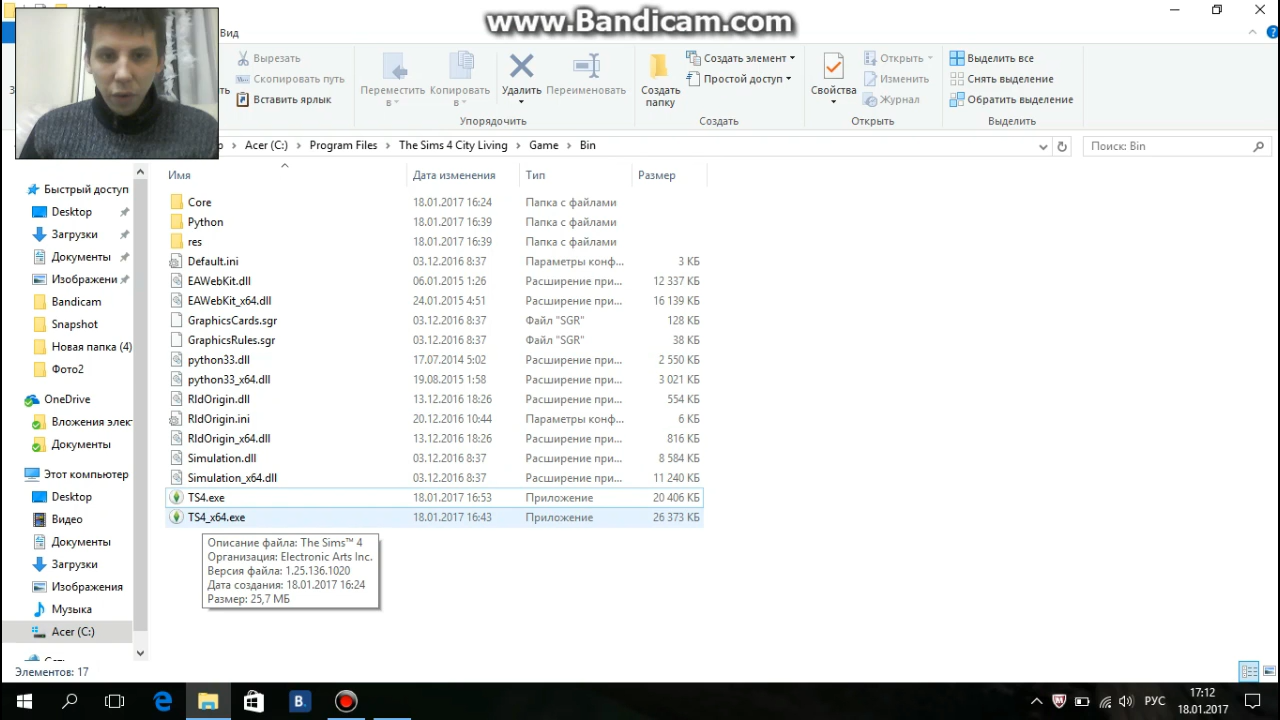 www.Bandicam.com
Вид
Вырезать
Скопировать путь
Вставить ярлык
Переместить в
Копировать в
Удалить
Переименовать
Упорядочить
Создать папку
Создать элемент
Простой доступ
Создать
Свойства
Открыть
Изменить
Журнал
Открыть
Выделить все
Снять выделение
Обратить выделение
Выделить
Acer (C:) > Program Files > The Sims 4 City Living > Game > Bin
Поиск: Bin
Имя Дата изменения Тип Размер
Core 18.01.2017 16:24 Папка с файлами
Python 18.01.2017 16:39 Папка с файлами
res 18.01.2017 16:39 Папка с файлами
Default.ini 03.12.2016 8:37 Параметры конф... 3 КБ
EAWebKit.dll 06.01.2015 1:26 Расширение при... 12 337 КБ
EAWebKit_x64.dll 24.01.2015 4:51 Расширение при... 16 139 КБ
GraphicsCards.sgr 03.12.2016 8:37 Файл "SGR" 128 КБ
GraphicsRules.sgr 03.12.2016 8:37 Файл "SGR" 38 КБ
python33.dll 17.07.2014 5:02 Расширение при... 2 550 КБ
python33_x64.dll 19.08.2015 1:58 Расширение при... 3 021 КБ
RldOrigin.dll 13.12.2016 18:26 Расширение при... 554 КБ
RldOrigin.ini 20.12.2016 10:44 Параметры конф... 6 КБ
RldOrigin_x64.dll 13.12.2016 18:26 Расширение при... 816 КБ
Simulation.dll 03.12.2016 8:37 Расширение при... 8 584 КБ
Simulation_x64.dll 03.12.2016 8:37 Расширение при... 11 240 КБ
TS4.exe 18.01.2017 16:53 Приложение 20 406 КБ
TS4_x64.exe 18.01.2017 16:43 Приложение 26 373 КБ
Описание файла: The Sims™ 4
Организация: Electronic Arts Inc.
Версия файла: 1.25.136.1020
Дата создания: 18.01.2017 16:24
Размер: 25,7 МБ
Быстрый доступ
Desktop
Загрузки
Документы
Изображени
Bandicam
Snapshot
Новая папка (4)
Фото2
OneDrive
Вложения элект
Документы
Этот компьютер
Desktop
Видео
Документы
Загрузки
Изображения
Музыка
Acer (C:)
Элементов: 17
B.
РУС
17:12
18.01.2017